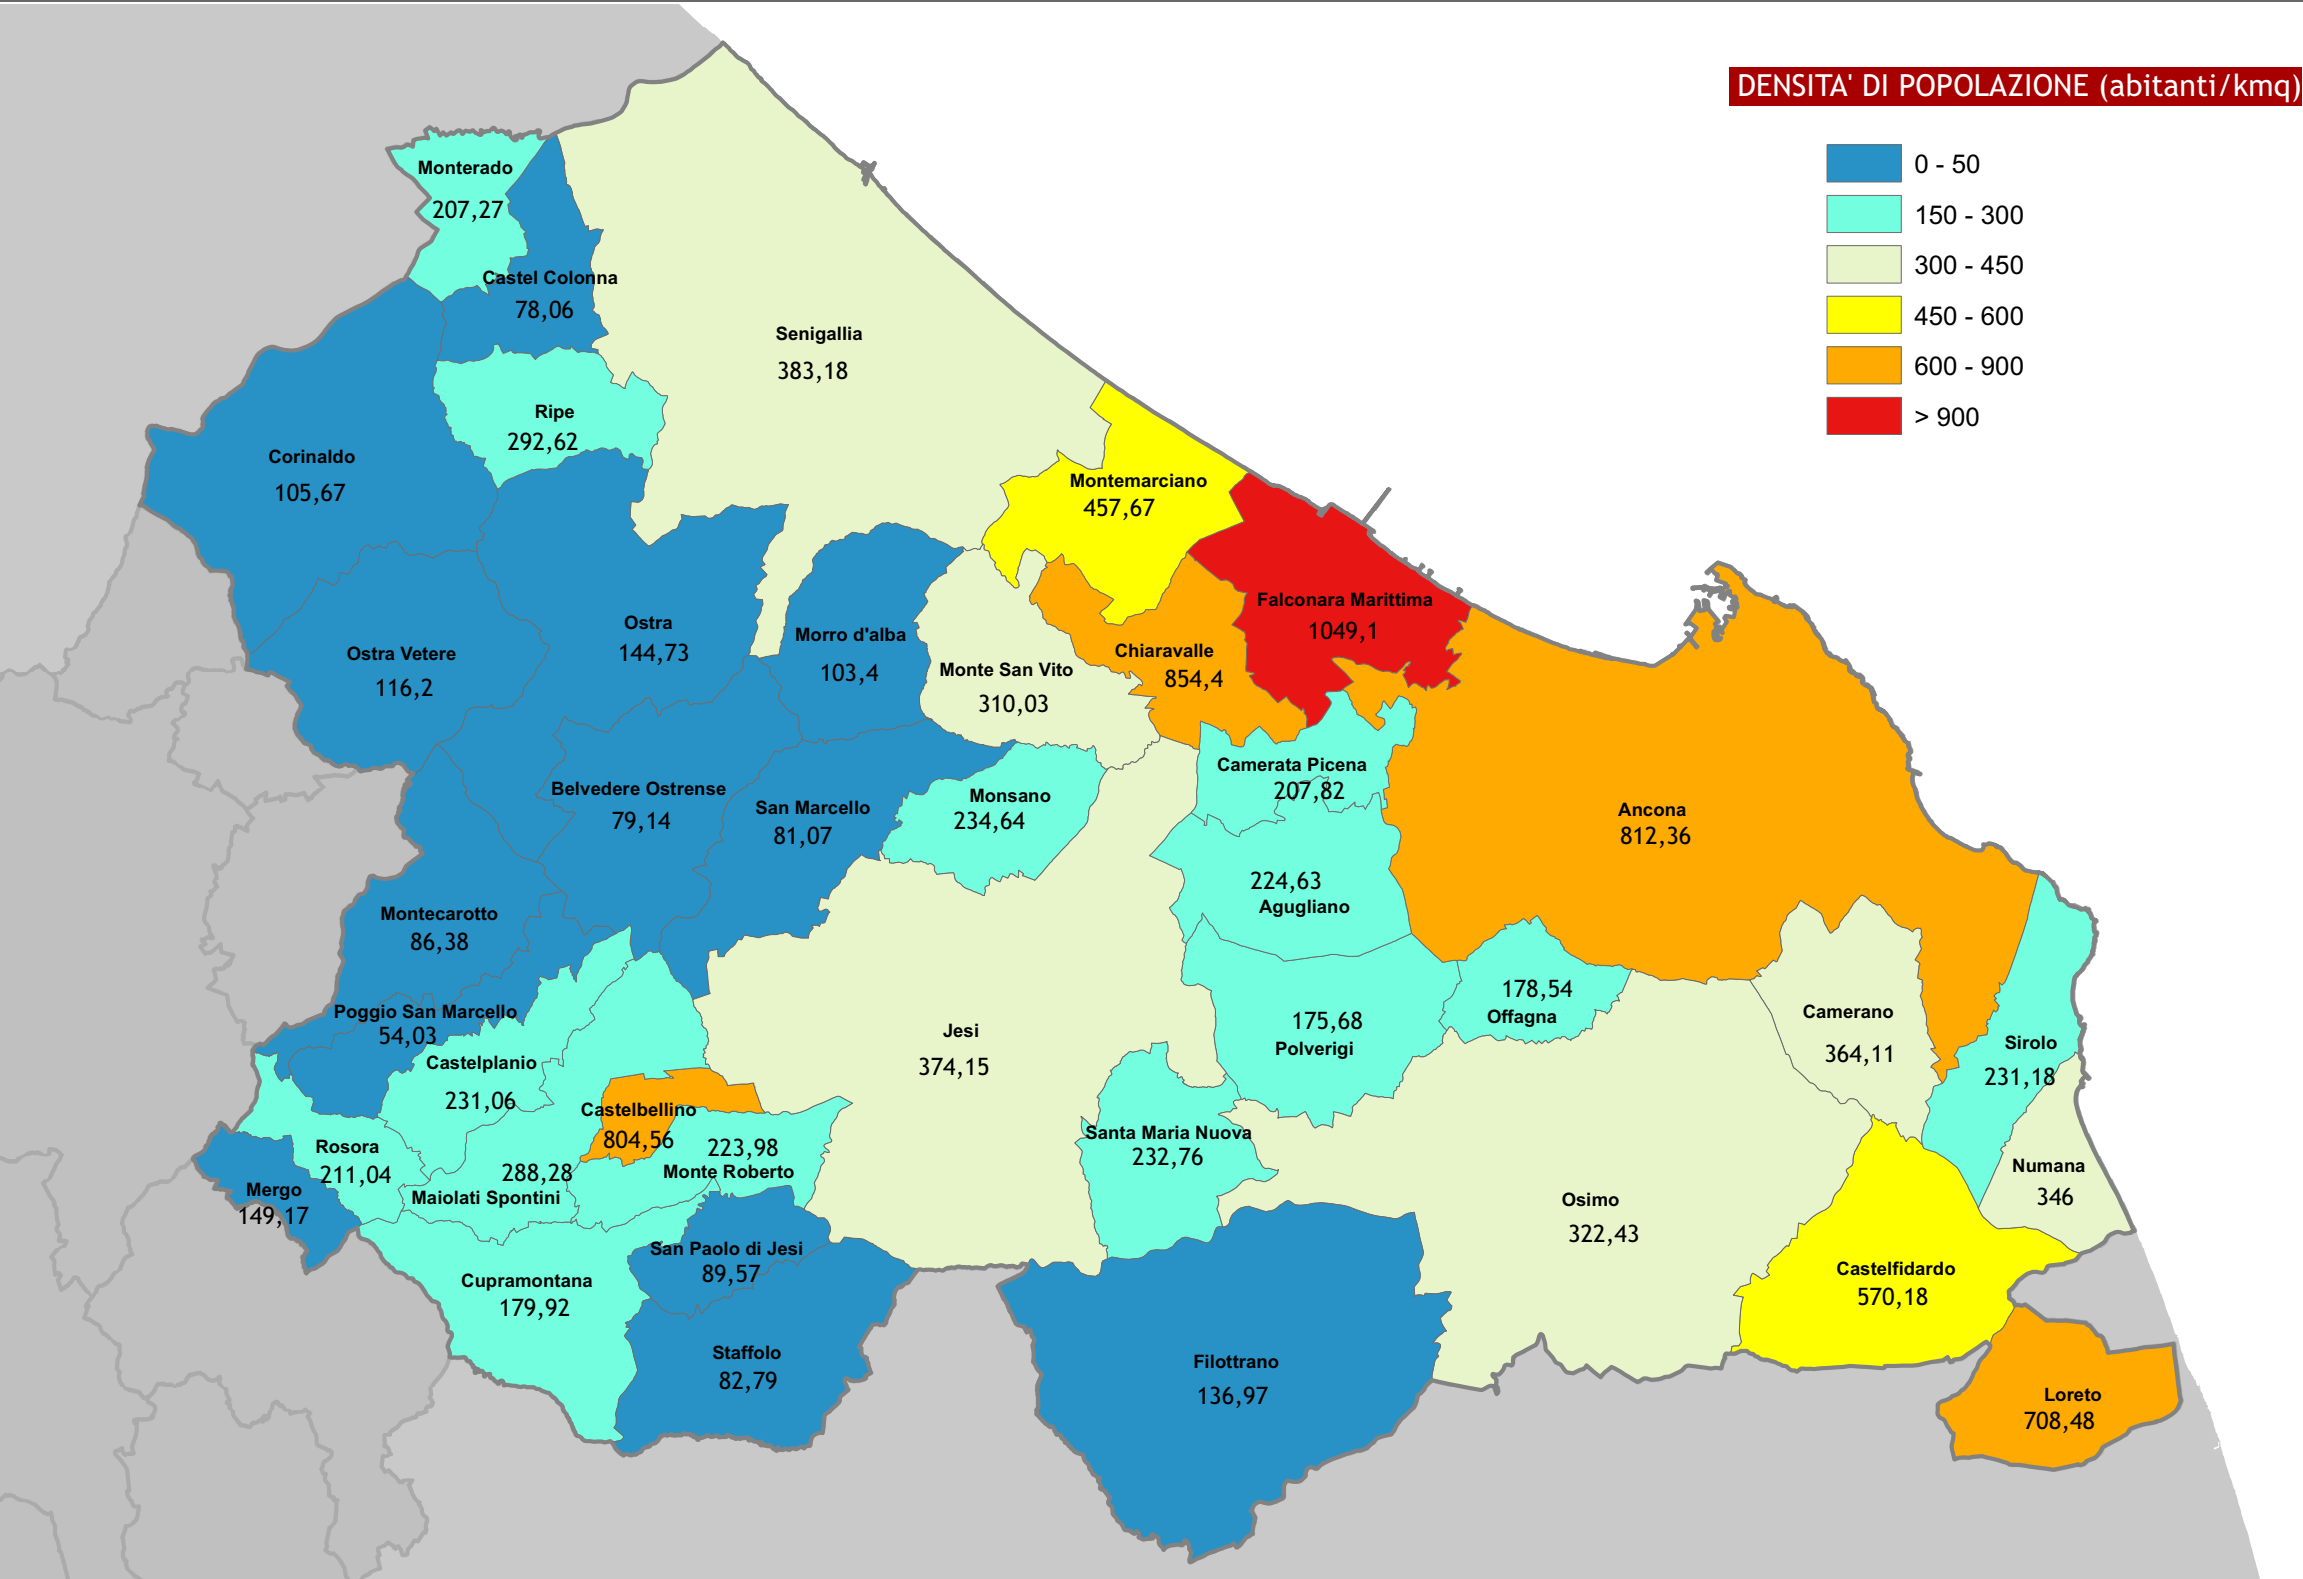 DENSITA' DI POPOLAZIONE (abitanti/kmq)
0 - 50
150 - 300
300 - 450
450 - 600
600 - 900
> 900
Monterado
207,27
Castel Colonna
78,06
Senigallia
383,18
Ripe
292,62
Corinaldo
105,67
Montemarciano
457,67
Falconara Marittima
1049,1
Ostra
144,73
Morro d'alba
103,4
Ostra Vetere
116,2
Chiaravalle
854,4
Monte San Vito
310,03
Camerata Picena
207,82
Belvedere Ostrense
79,14
San Marcello
81,07
Monsano
234,64
Ancona
812,36
224,63
Agugliano
Montecarotto
86,38
178,54
Offagna
Poggio San Marcello
54,03
175,68
Polverigi
Jesi
374,15
Camerano
364,11
Sirolo
231,18
Castelplanio
231,06
Castelbellino
804,56
Santa Maria Nuova
232,76
Rosora
211,04
223,98
Monte Roberto
288,28
Maiolati Spontini
Numana
346
Mergo
149,17
Osimo
322,43
San Paolo di Jesi
89,57
Cupramontana
179,92
Castelfidardo
570,18
Staffolo
82,79
Filottrano
136,97
Loreto
708,48